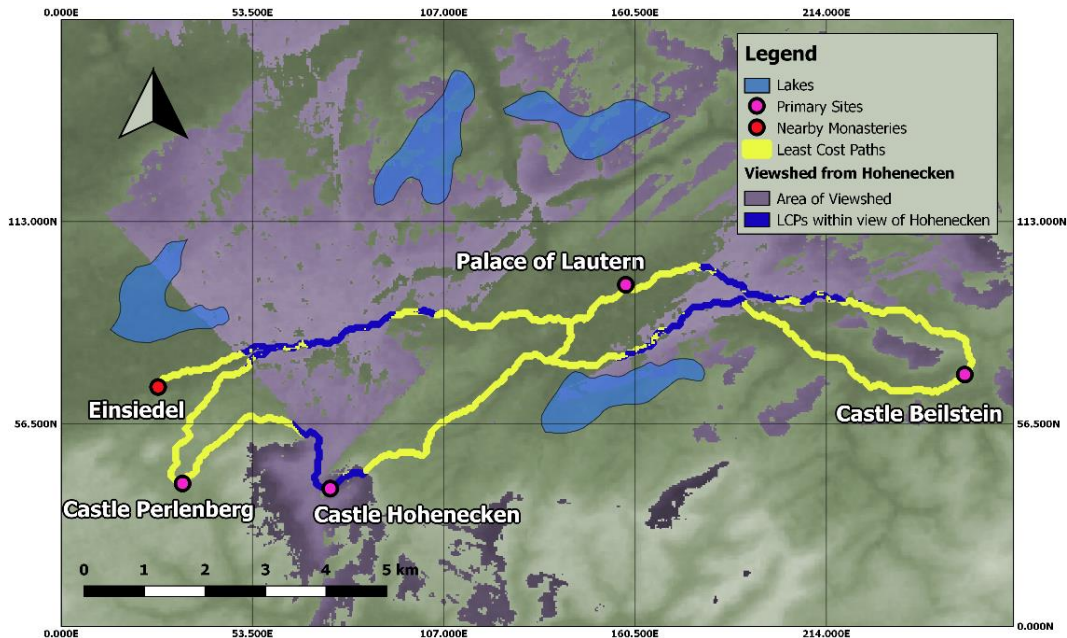 0.000E 53.500E 107.000E 160.500E 214.000E
Legend
Lakes
Primary Sites
Nearby Monasteries
Least Cost Paths
Viewshed from Hohenecken
Area of Viewshed
LCPs within view of Hohenecken
113.000N 113.000N
Palace of Lautern
Einsiedel
Castle Beilstein
56.500N 56.500N
Castle Perlenberg
Castle Hohenecken
0 1 2 3 4 5 km
0.000N
0.000E 53.500E 107.000E 160.500E 214.000E